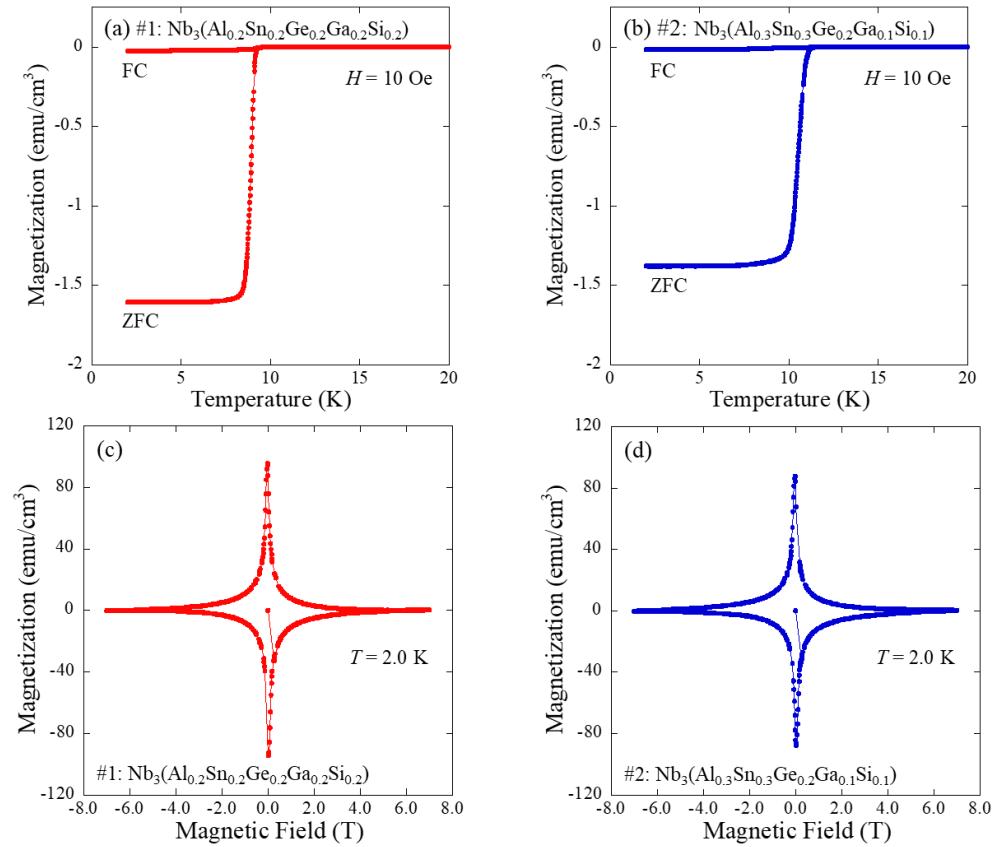 (a) #1: Nb₃(Al₀.₂Sn₀.₂Ge₀.₂Ga₀.₂Si₀.₂)
0
FC
H = 10 Oe
-0.5
-1
-1.5
ZFC
-2
Magnetization (emu/cm³)
0 5 10 15 20
Temperature (K)
(b) #2: Nb₃(Al₀.₃Sn₀.₃Ge₀.₂Ga₀.₁Si₀.₁)
0
FC
H = 10 Oe
-0.5
-1
-1.5
ZFC
-2
Magnetization (emu/cm³)
0 5 10 15 20
Temperature (K)
120
(c)
80
40
0
-40
T = 2.0 K
-80
#1: Nb₃(Al₀.₂Sn₀.₂Ge₀.₂Ga₀.₂Si₀.₂)
-120
Magnetization (emu/cm³)
-8.0 -6.0 -4.0 -2.0 0.0 2.0 4.0 6.0 8.0
Magnetic Field (T)
120
(d)
80
40
0
-40
T = 2.0 K
-80
#2: Nb₃(Al₀.₃Sn₀.₃Ge₀.₂Ga₀.₁Si₀.₁)
-120
Magnetization (emu/cm³)
-8.0 -6.0 -4.0 -2.0 0.0 2.0 4.0 6.0 8.0
Magnetic Field (T)